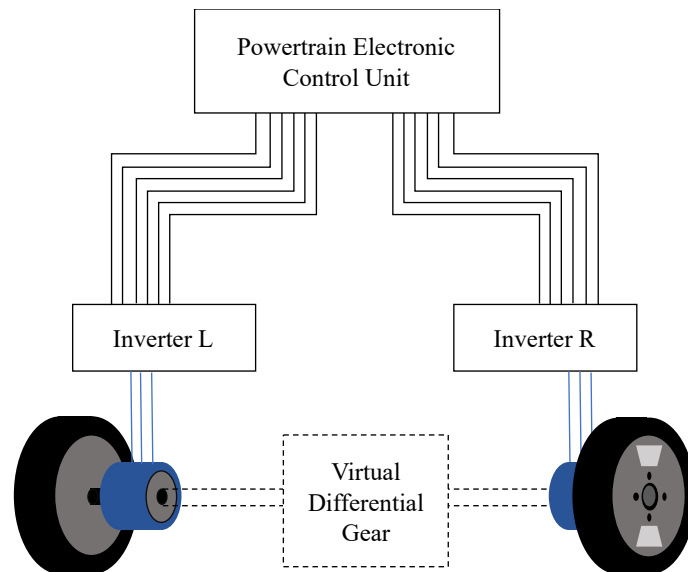 Powertrain Electronic
Control Unit
Inverter L
Inverter R
Virtual
Differential
Gear